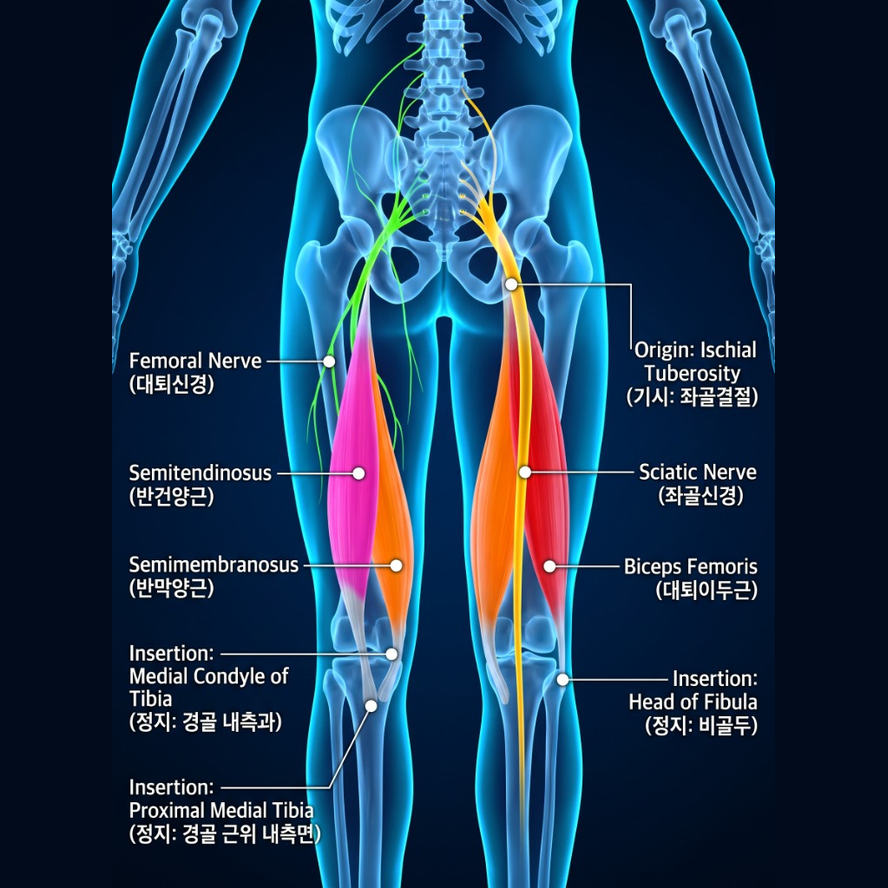 Femoral Nerve
(대퇴신경)
Semitendinosus
(반건양근)
Semimembranosus
(반막양근)
Insertion:
Medial Condyle of
Tibia
(정지: 경골 내측과)
Insertion:
Proximal Medial Tibia
(정지: 경골 근위 내측면)
Origin: Ischial
Tuberosity
(기시: 좌골결절)
Sciatic Nerve
(좌골신경)
Biceps Femoris
(대퇴이두근)
Insertion:
Head of Fibula
(정지: 비골두)